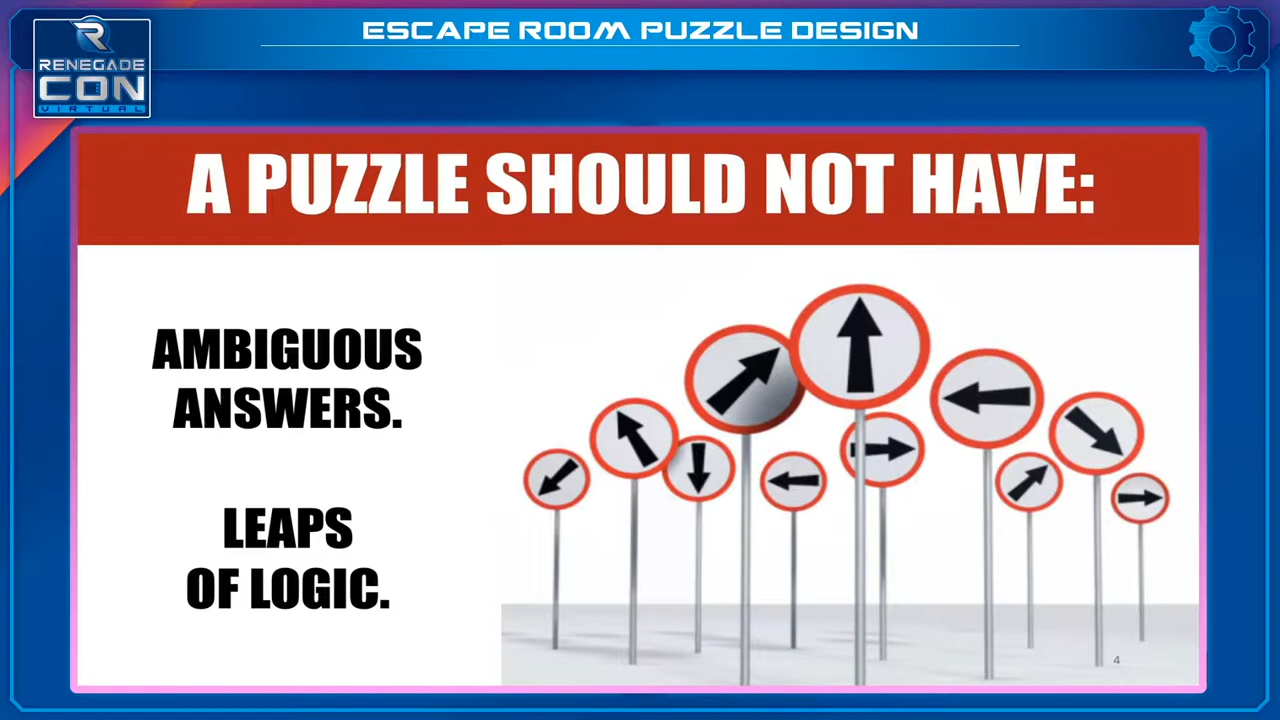 ESCAPE ROOM PUZZLE DESIGN
RENEGADE
CON
VIRTUAL
A PUZZLE SHOULD NOT HAVE:
AMBIGUOUS
ANSWERS.
LEAPS
OF LOGIC.
4